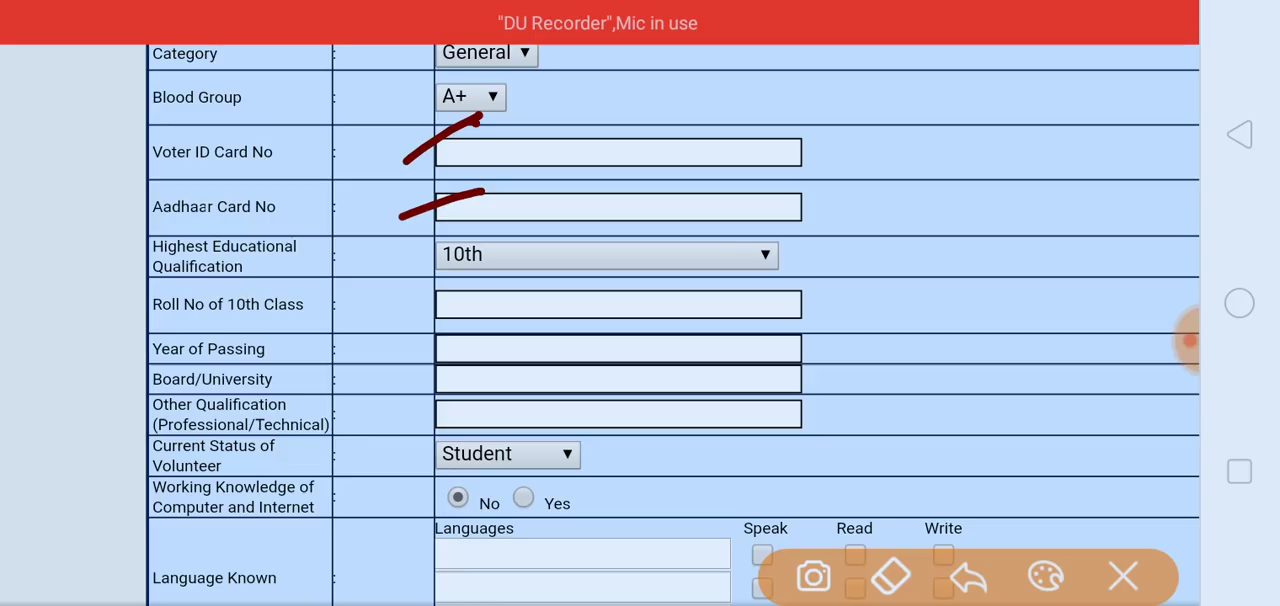 "DU Recorder",Mic in use
Category : General ▼
Blood Group : A+ ▼
Voter ID Card No :
Aadhaar Card No :
Highest Educational
Qualification : 10th ▼
Roll No of 10th Class :
Year of Passing :
Board/University :
Other Qualification
(Professional/Technical) :
Current Status of
Volunteer : Student ▼
Working Knowledge of
Computer and Internet : No Yes
Languages Speak Read Write
Language Known :